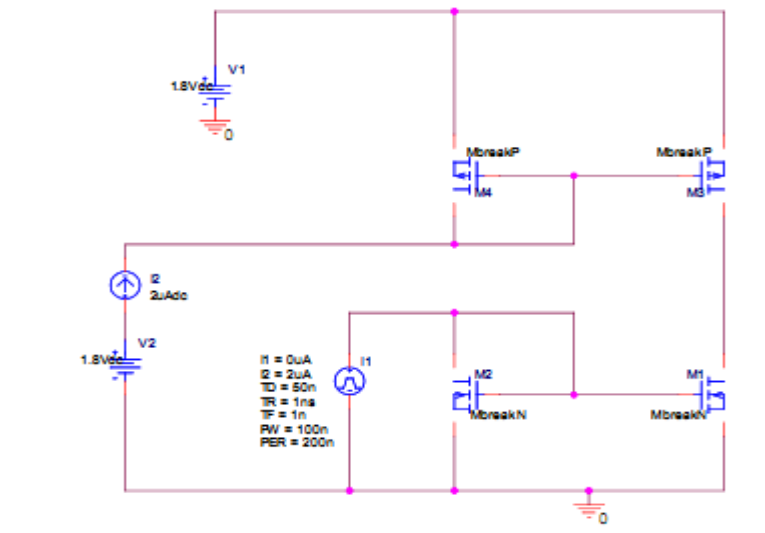 V1
1.8Vdc
0
MbreakP
MbreakP
M4
M3
I2
2uAdc
V2
1.8Vdc
I1 = 0uA
I2 = 2uA
TD = 50n
TR = 1ns
TF = 1n
PW = 100n
PER = 200n
I1
M2
M1
MbreakN
MbreakN
0